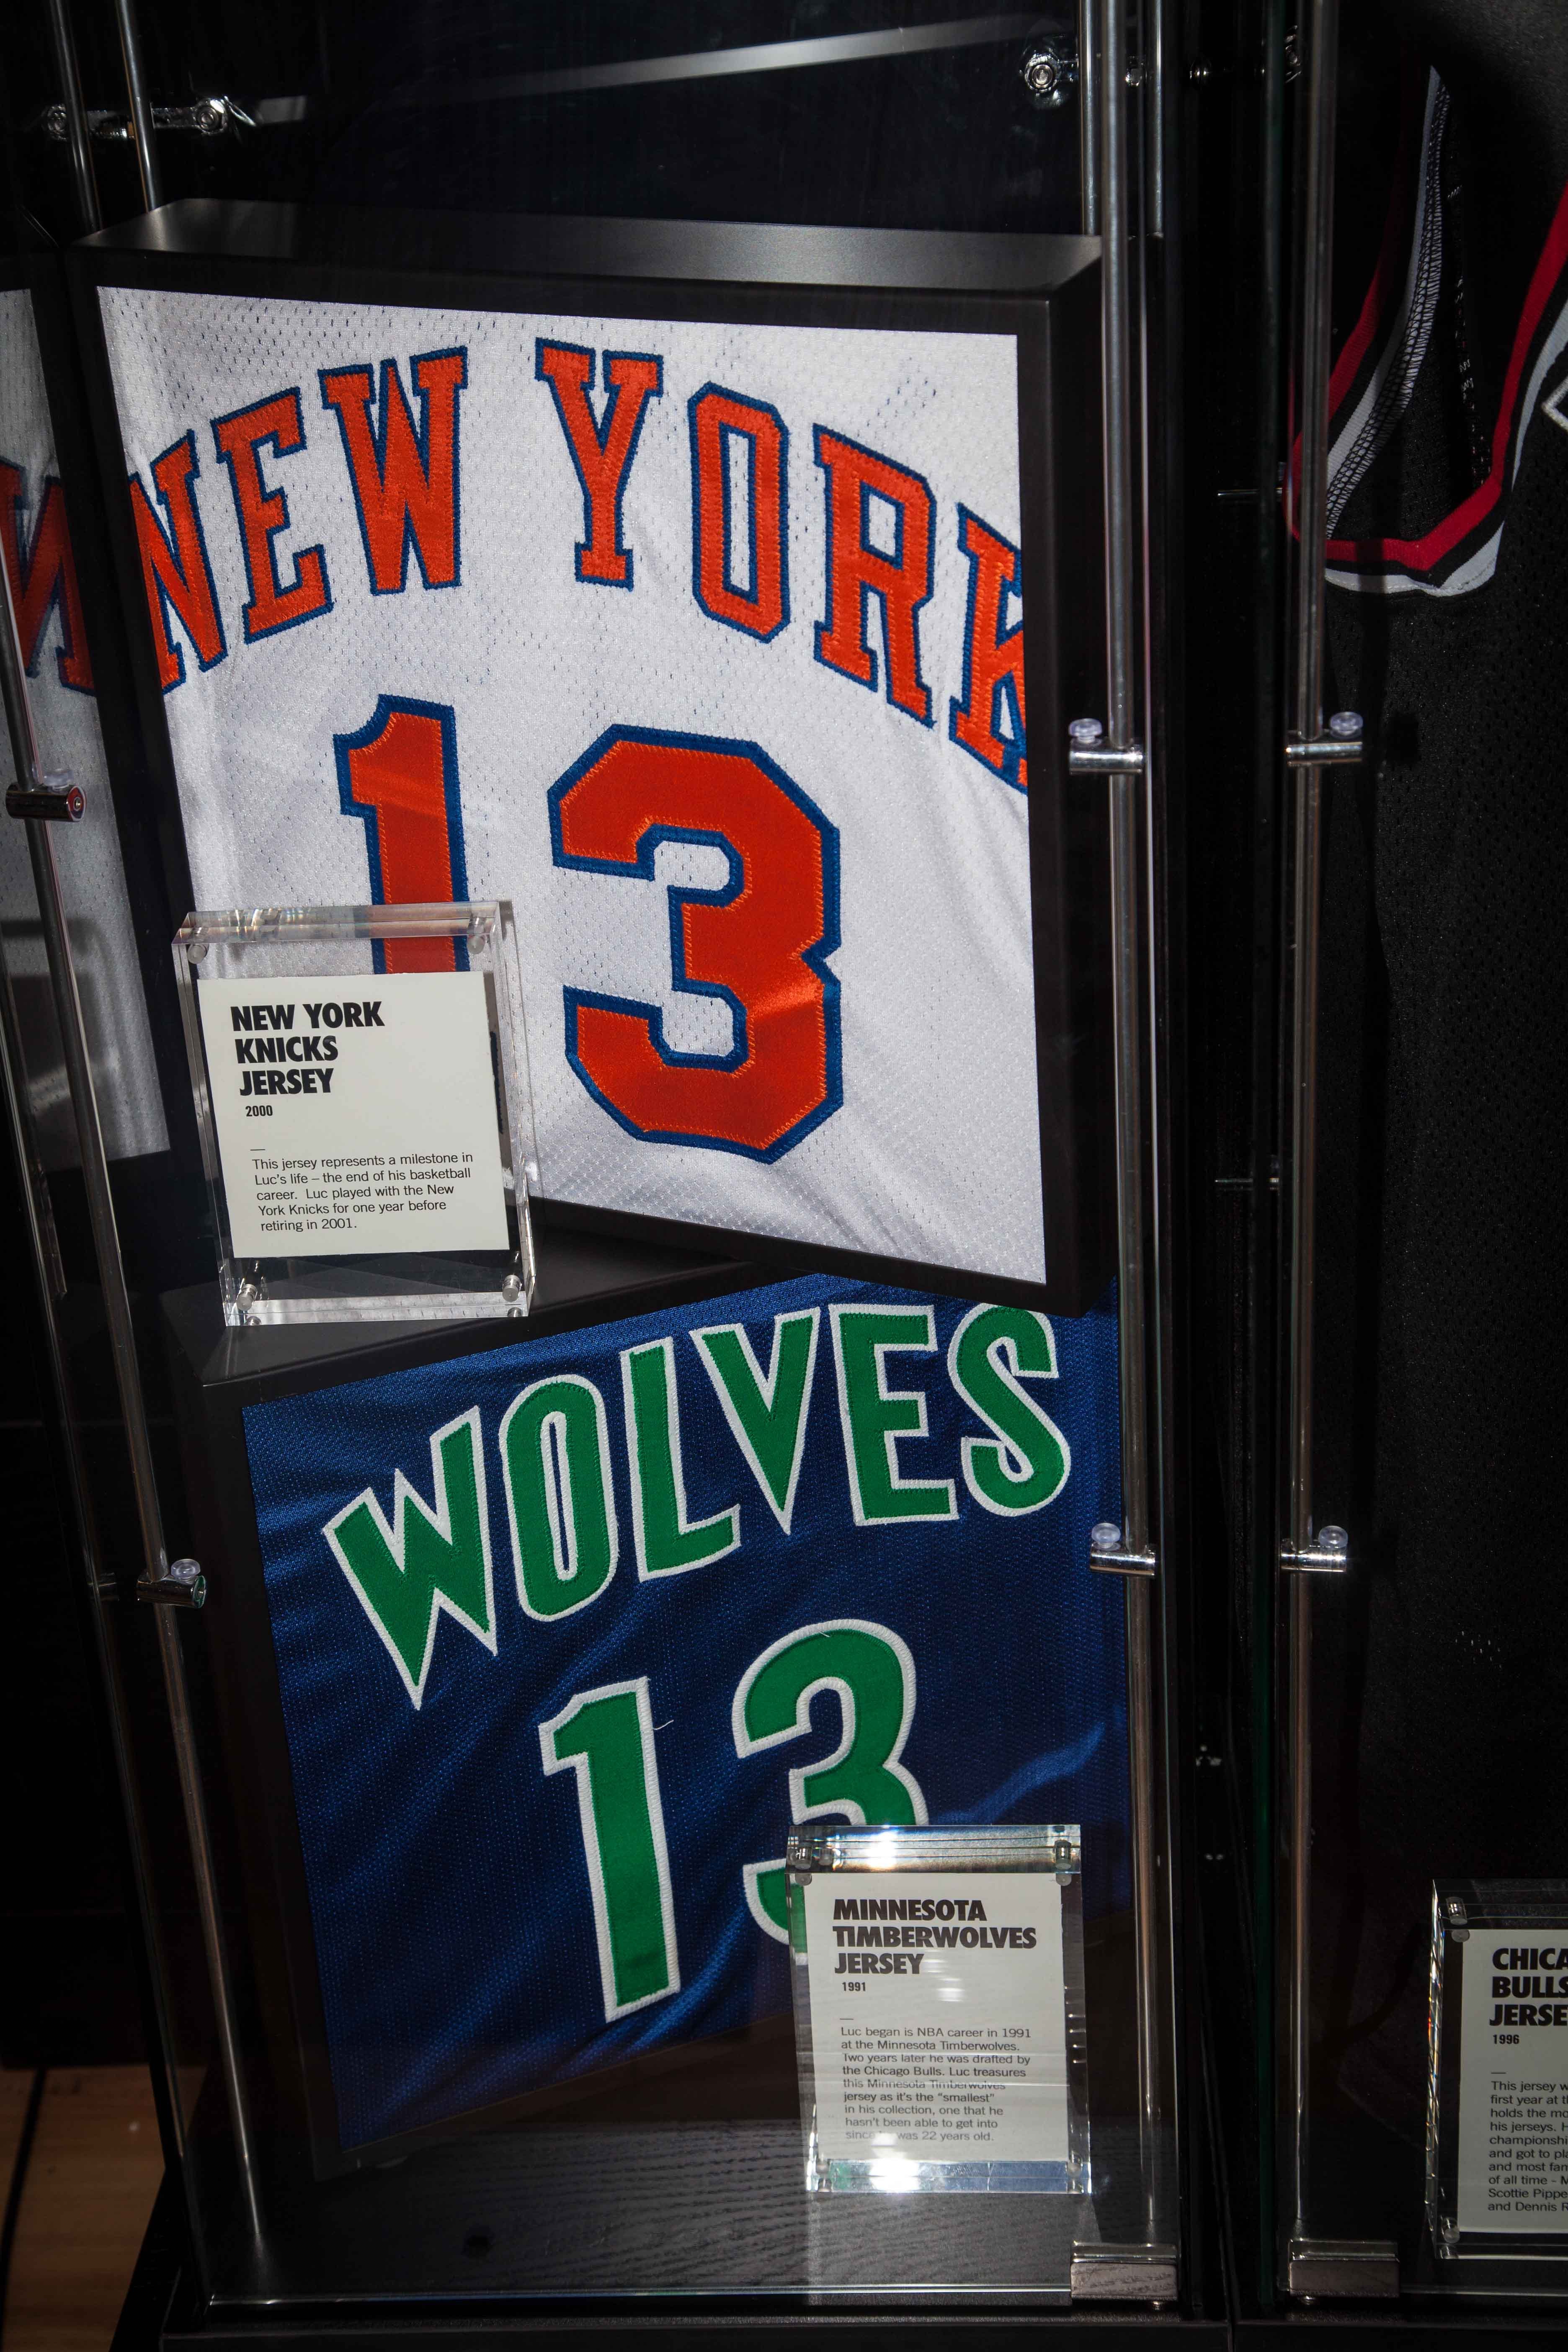 NEW YORK
13
NEW YORK
KNICKS
JERSEY
2000
This jersey represents a milestone in
Luc's life – the end of his basketball
career. Luc played with the New
York Knicks for one year before
retiring in 2001.
WOLVES
13
MINNESOTA
TIMBERWOLVES
JERSEY
1991
Luc began is NBA career in 1991
at the Minnesota Timberwolves.
Two years later he was drafted by
the Chicago Bulls. Luc treasures
this Minnesota Timberwolves
jersey as it's the "smallest"
in his collection, one that he
hasn't been able to get into
since was 22 years old.
CHICA
BULLS
JERSE
1996
This jersey w
first year at t
holds the m
his jerseys. H
championshi
and got to pla
and most fam
of all time - M
Scottie Pippe
and Dennis R